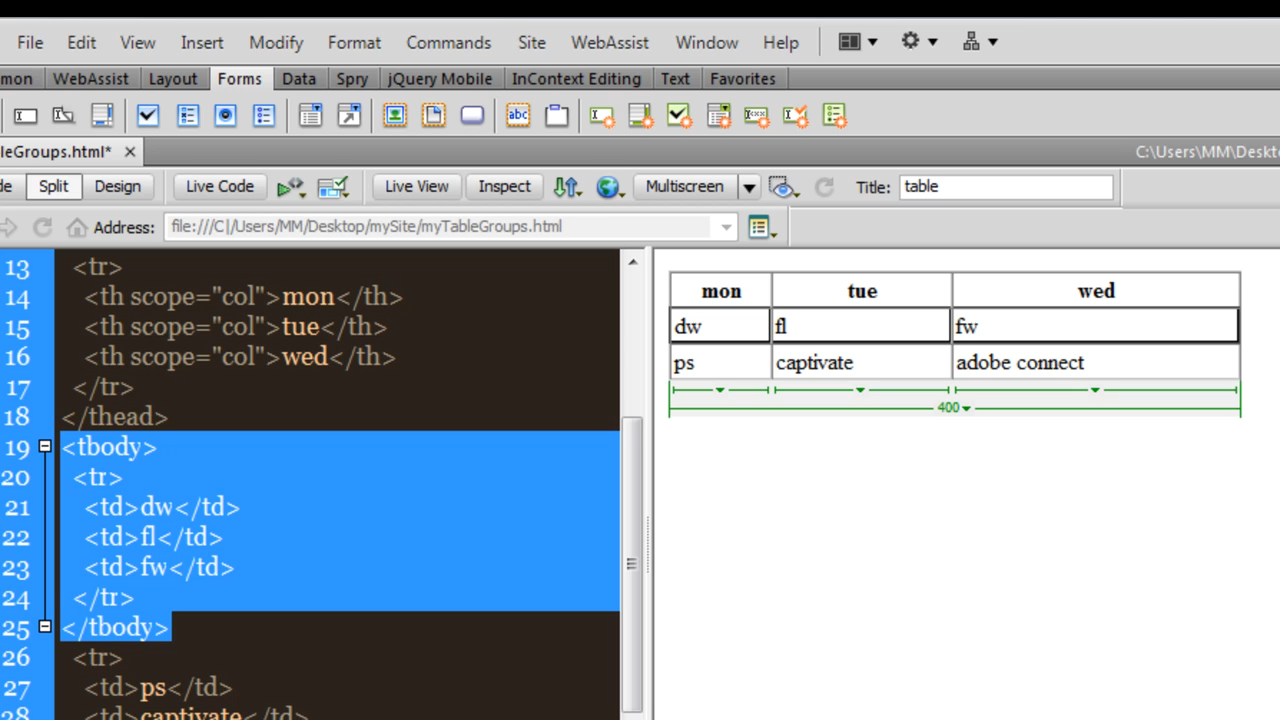 File Edit View Insert Modify Format Commands Site WebAssist Window Help
mon WebAssist Layout Forms Data Spry jQuery Mobile InContext Editing Text Favorites
abc
leGroups.html* C:\Users\MM\Deskto
de Split Design Live Code Live View Inspect Multiscreen Title: table
Address: file:///C|/Users/MM/Desktop/mySite/myTableGroups.html
13 <tr>
14 <th scope="col">mon</th>
15 <th scope="col">tue</th>
16 <th scope="col">wed</th>
17 </tr>
18 </thead>
19 <tbody>
20 <tr>
21 <td>dw</td>
22 <td>fl</td>
23 <td>fw</td>
24 </tr>
25 </tbody>
26 <tr>
27 <td>ps</td>
28 <td>captivate</td>
mon tue wed
dw fl fw
ps captivate adobe connect
400